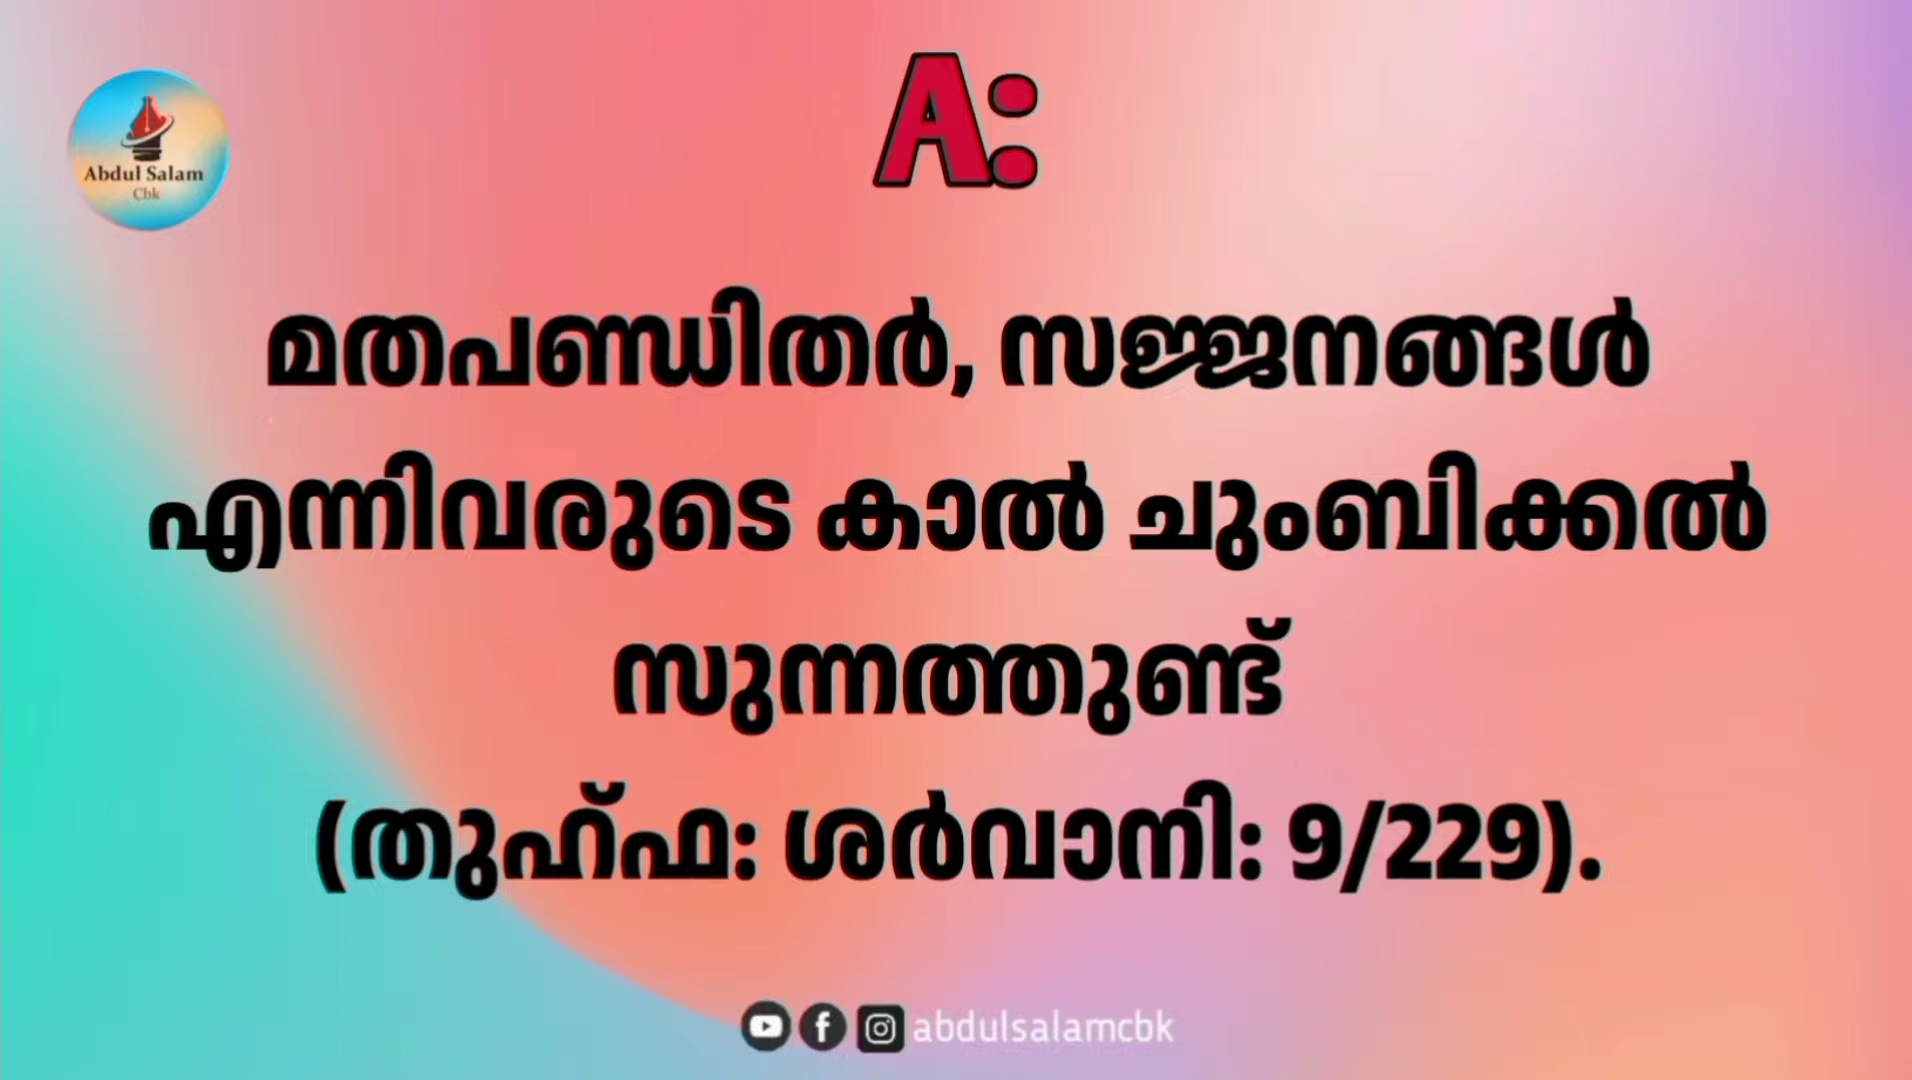 A:
Abdul Salam
Cbk
മതപണ്ഡിതർ, സജ്ജനങ്ങൾ
എന്നിവരുടെ കാൽ ചുംബിക്കൽ
സുന്നത്തുണ്ട്
(തുഹ്ഫ: ശർവാനി: 9/229).
abdulsalamcbk